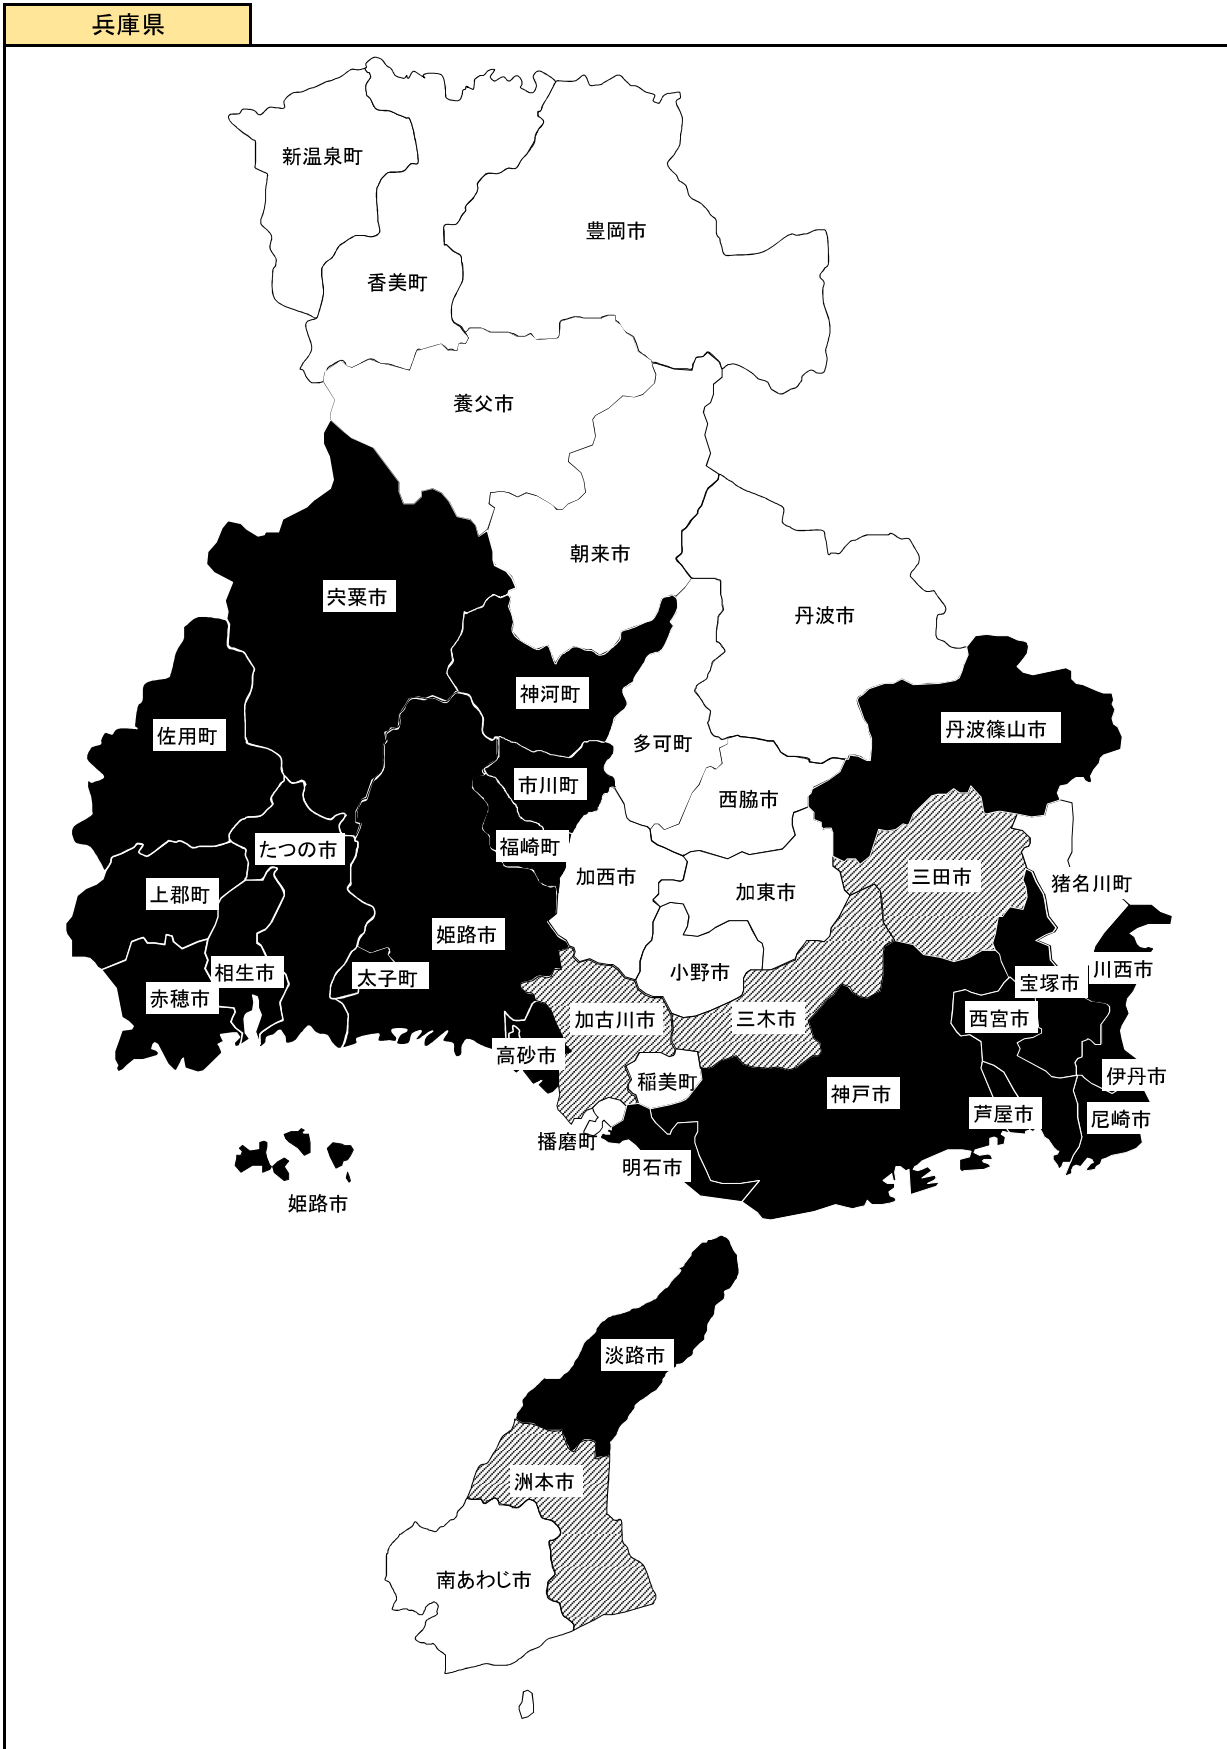 兵庫県
新温泉町
豊岡市
香美町
養父市
朝来市
宍粟市
丹波市
神河町
丹波篠山市
佐用町
多可町
市川町
西脇市
福崎町
たつの市
加西市
三田市
猪名川町
上郡町
加東市
姫路市
川西市
相生市
太子町
小野市
宝塚市
赤穂市
加古川市
三木市
西宮市
高砂市
稲美町
伊丹市
神戸市
芦屋市
尼崎市
播磨町
明石市
姫路市
淡路市
洲本市
南あわじ市